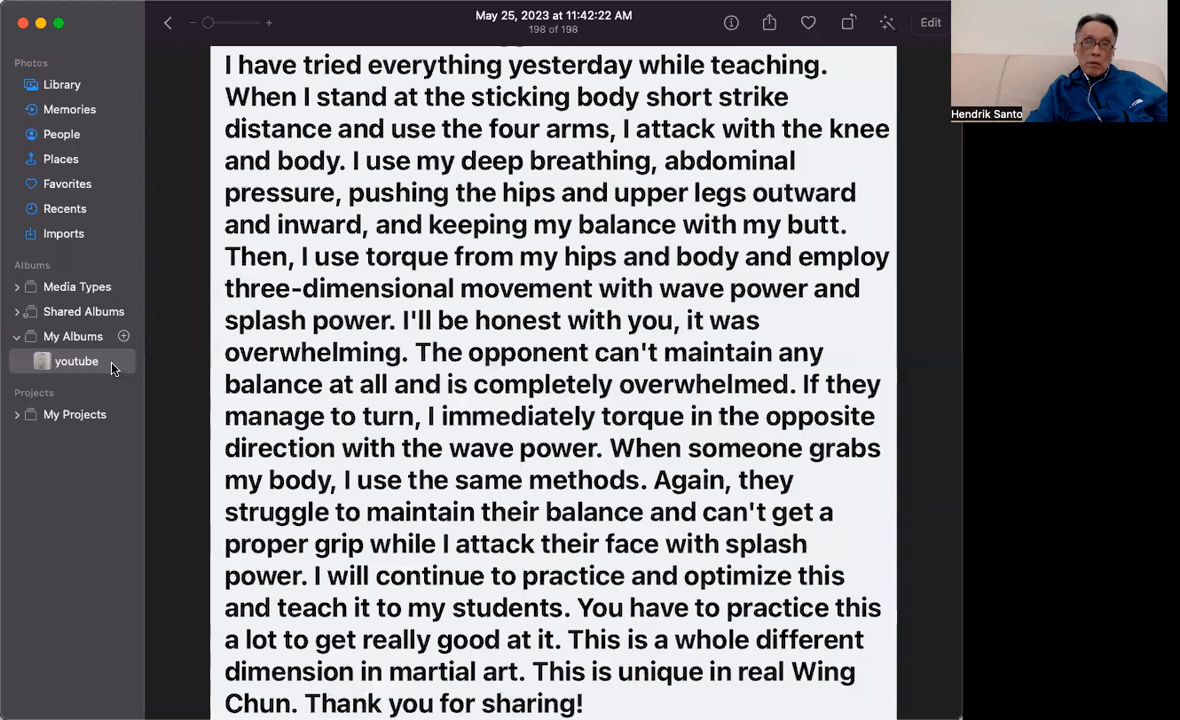 May 25, 2023 at 11:42:22 AM
198 of 198
Edit
Photos
Library
Memories
People
Places
Favorites
Recents
Imports
Albums
Media Types
Shared Albums
My Albums
youtube
Projects
My Projects
I have tried everything yesterday while teaching.
When I stand at the sticking body short strike
distance and use the four arms, I attack with the knee
and body. I use my deep breathing, abdominal
pressure, pushing the hips and upper legs outward
and inward, and keeping my balance with my butt.
Then, I use torque from my hips and body and employ
three-dimensional movement with wave power and
splash power. I'll be honest with you, it was
overwhelming. The opponent can't maintain any
balance at all and is completely overwhelmed. If they
manage to turn, I immediately torque in the opposite
direction with the wave power. When someone grabs
my body, I use the same methods. Again, they
struggle to maintain their balance and can't get a
proper grip while I attack their face with splash
power. I will continue to practice and optimize this
and teach it to my students. You have to practice this
a lot to get really good at it. This is a whole different
dimension in martial art. This is unique in real Wing
Chun. Thank you for sharing!
Hendrik Santo